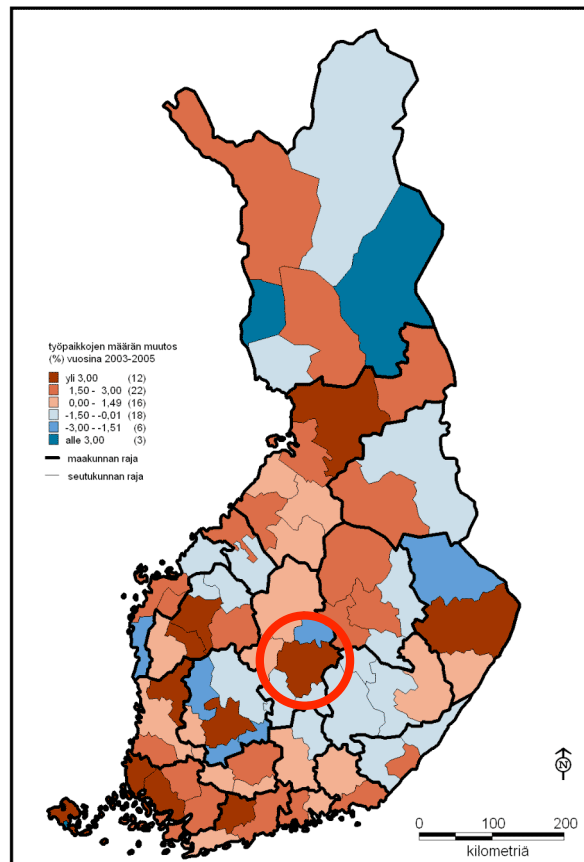 työpaikkojen määrän muutos
(%) vuosina 2003-2005
yli 3,00 (12)
1,50 - 3,00 (22)
0,00 - 1,49 (16)
-1,50 - -0,01 (18)
-3,00 - -1,51 (6)
alle 3,00 (3)
maakunnan raja
seutukunnan raja
N
0 100 200
kilometriä